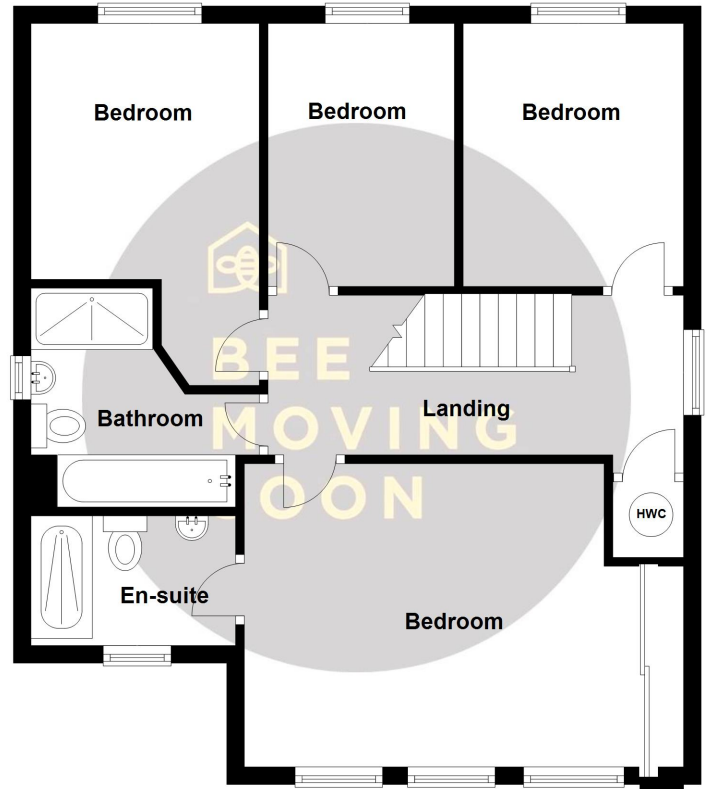 Bedroom
Bedroom
Bedroom
BEE
MOVING
SOON
Landing
Bathroom
HWC
En-suite
Bedroom